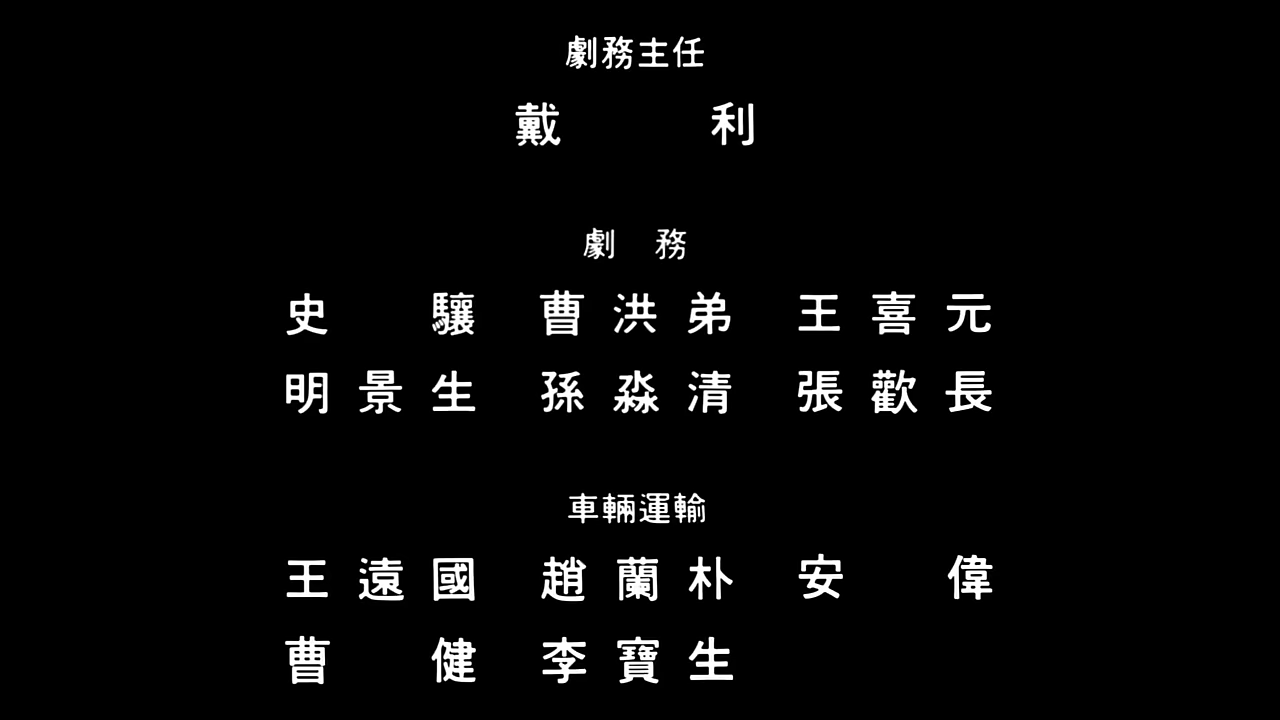 劇務主任
戴利
劇務
史驤 曹洪弟 王喜元
明景生 孫淼清 張歡長
車輛運輸
王遠國 趙蘭朴 安偉
曹健 李寶生